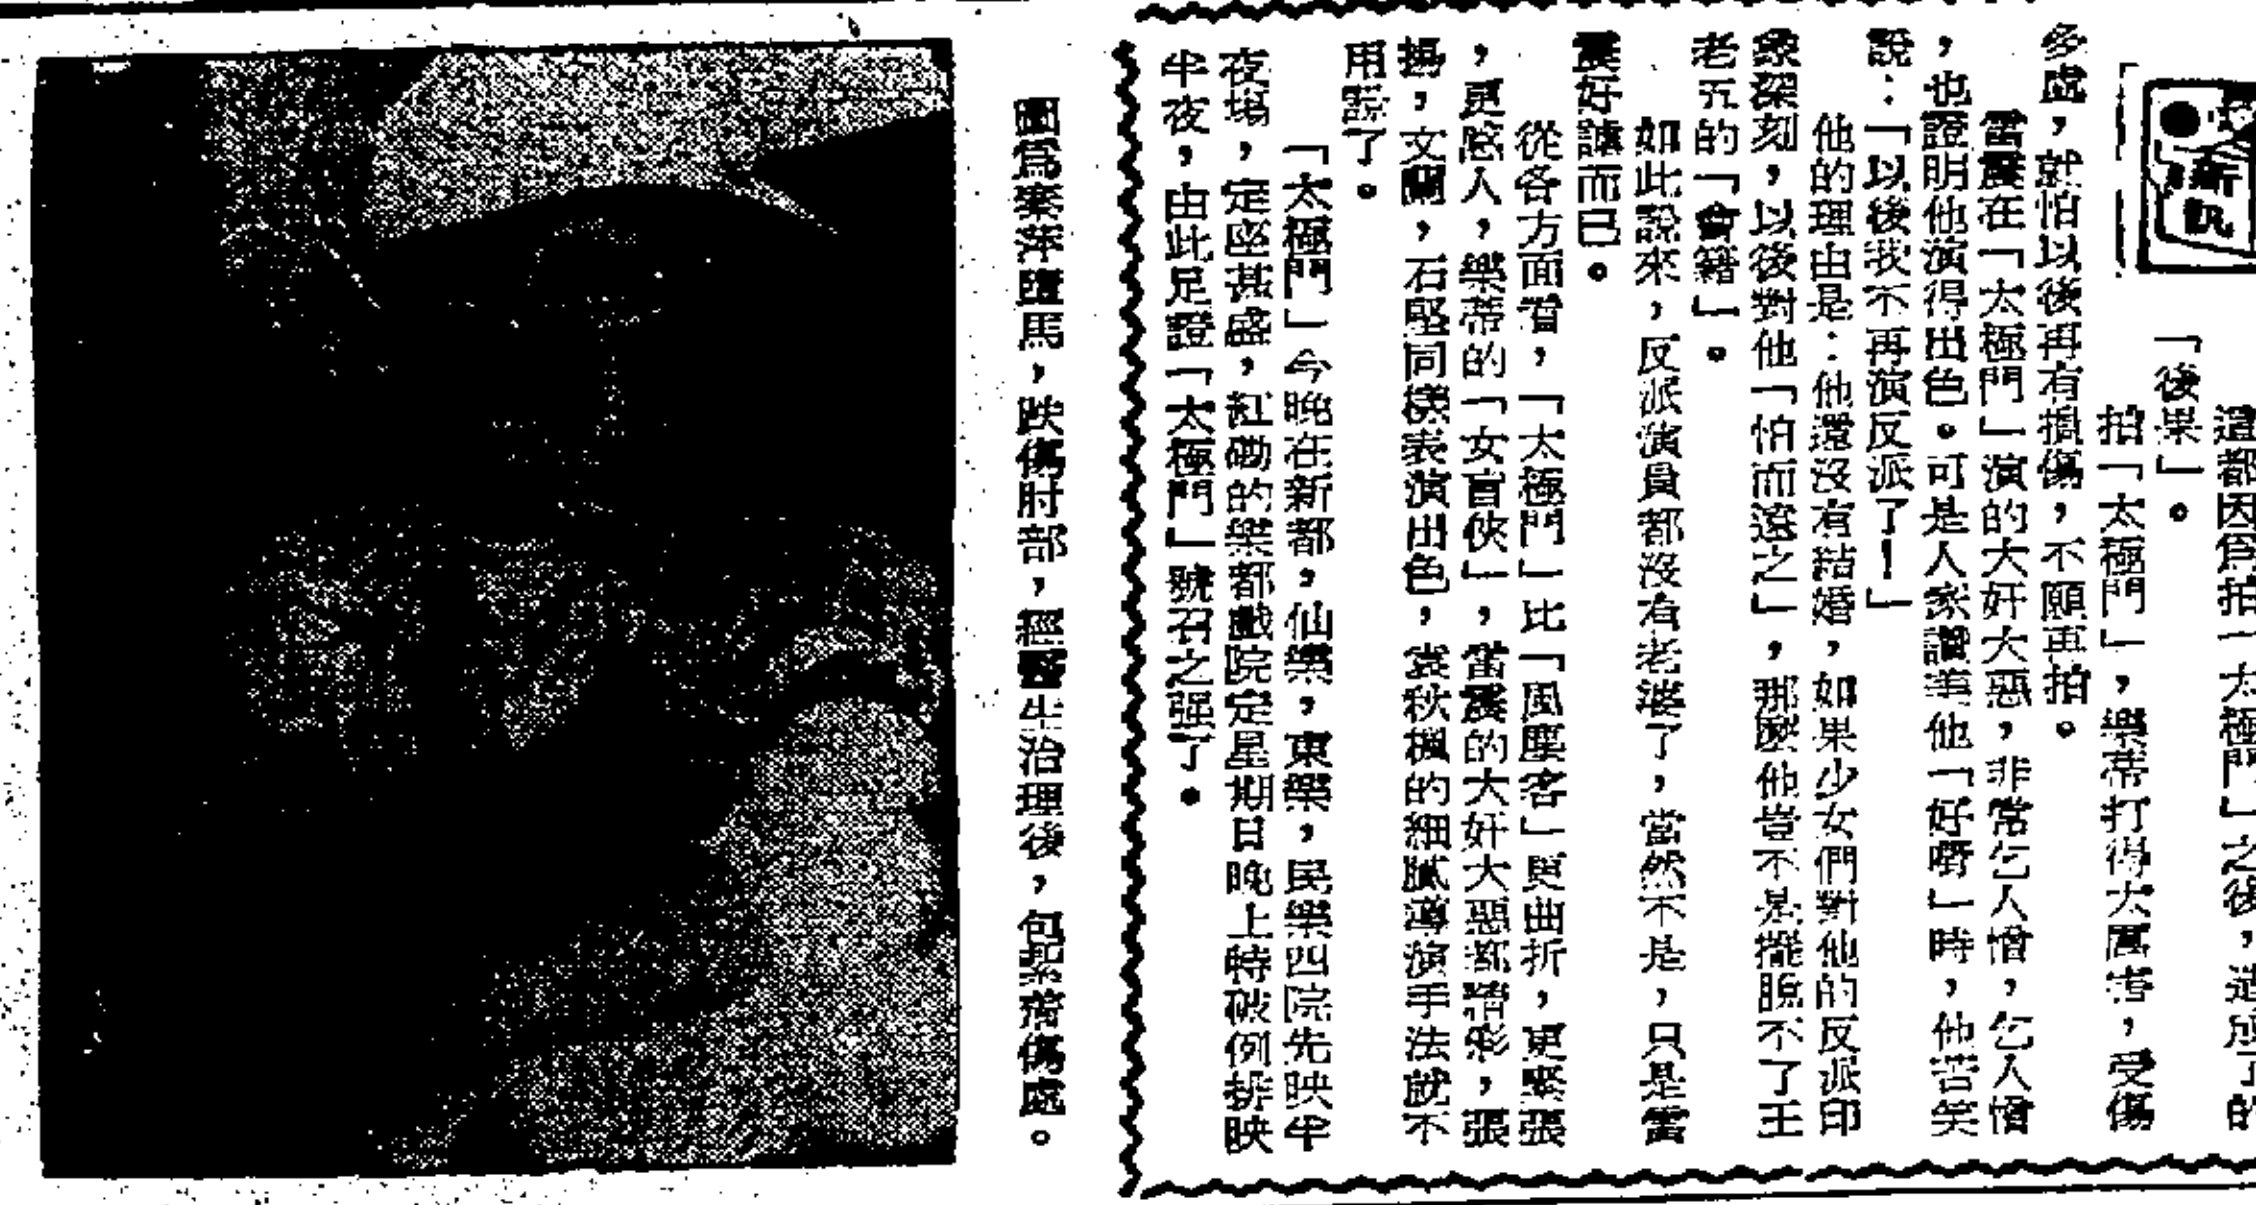 這都因爲拍「太極門」之後，造成了的
「後果」。
拍「太極門」，樂蒂打得太厲害，受傷
多處，就怕以後再有損傷，不願再拍。
雷震在「太極門」演的大奸大惡，非常乞人憎，乞人憎
，也證明他演得出色。可是人家讚美他「好嘢」時，他苦笑
說：「以後我不再演反派了！」
他的理由是：他還沒有結婚，如果少女們對他的反派印
象深刻，以後對他「怕而遠之」，那麼他豈不是擺脫不了王
老五的「會籍」。
如此說來，反派演員都沒有老婆了，當然不是，只是雷
震好謔而已。
從各方面看，「太極門」比「風塵客」更曲折，更緊張
，更感人，樂蒂的「女盲俠」，雷震的大奸大惡都精彩，張
揚，文蘭，石堅同樣表演出色，袁秋楓的細膩導演手法就不
用說了。
「太極門」今晚在新都，仙樂，東樂，民樂四院先映半
夜場，定座甚盛，紅磡的樂都戲院定星期日晚上特破例排映
半夜，由此足證「太極門」號召之强了。
圖爲秦萍墮馬，跌傷肘部，經醫生治理後，包紮着傷處。